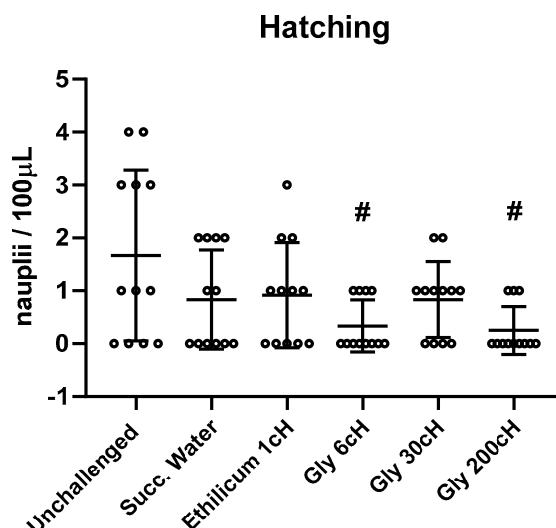 Hatching
nauplii / 100μL
5
4
3
2
1
0
-1
#
#
Unchallenged
Succ. Water
Ethilicum 1cH
Gly 6cH
Gly 30cH
Gly 200cH